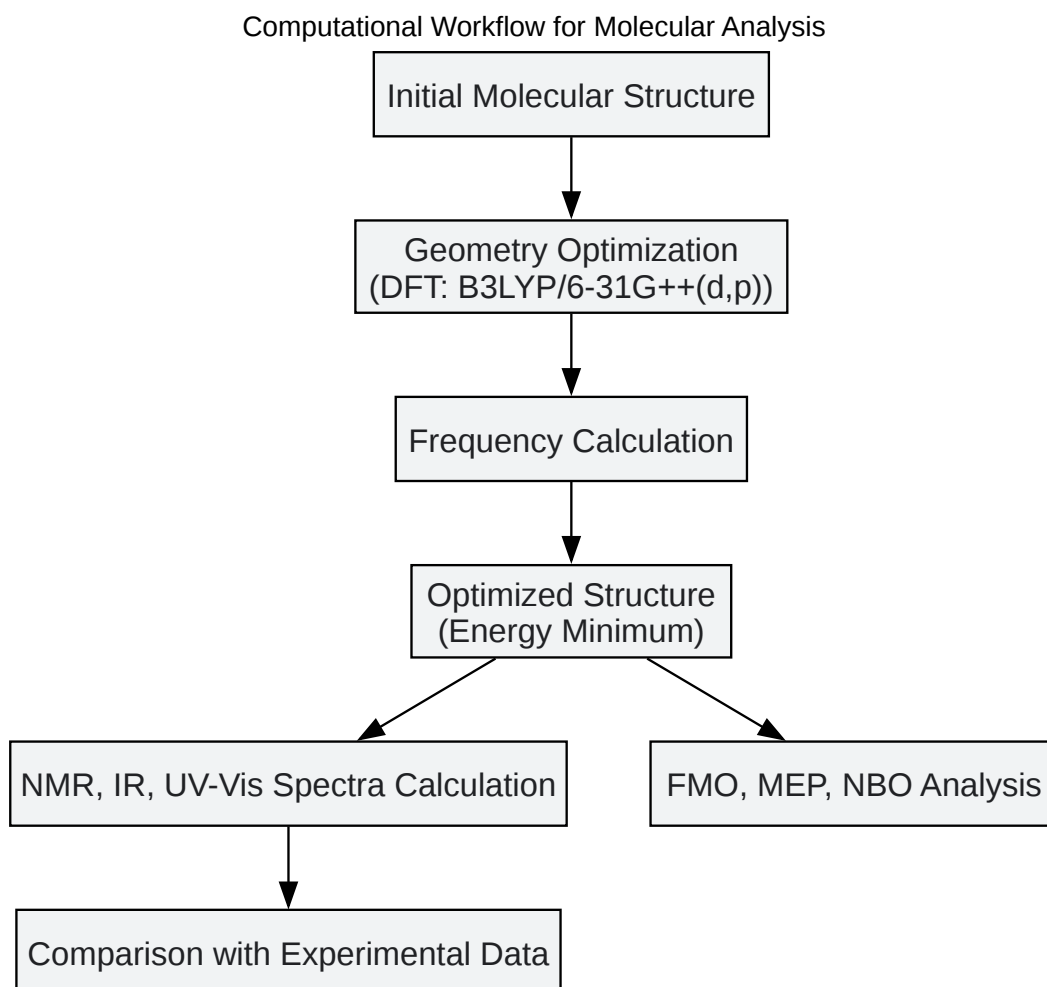 Computational Workflow for Molecular Analysis
Initial Molecular Structure
Geometry Optimization
(DFT: B3LYP/6-31G++(d,p))
Frequency Calculation
Optimized Structure
(Energy Minimum)
NMR, IR, UV-Vis Spectra Calculation
FMO, MEP, NBO Analysis
Comparison with Experimental Data